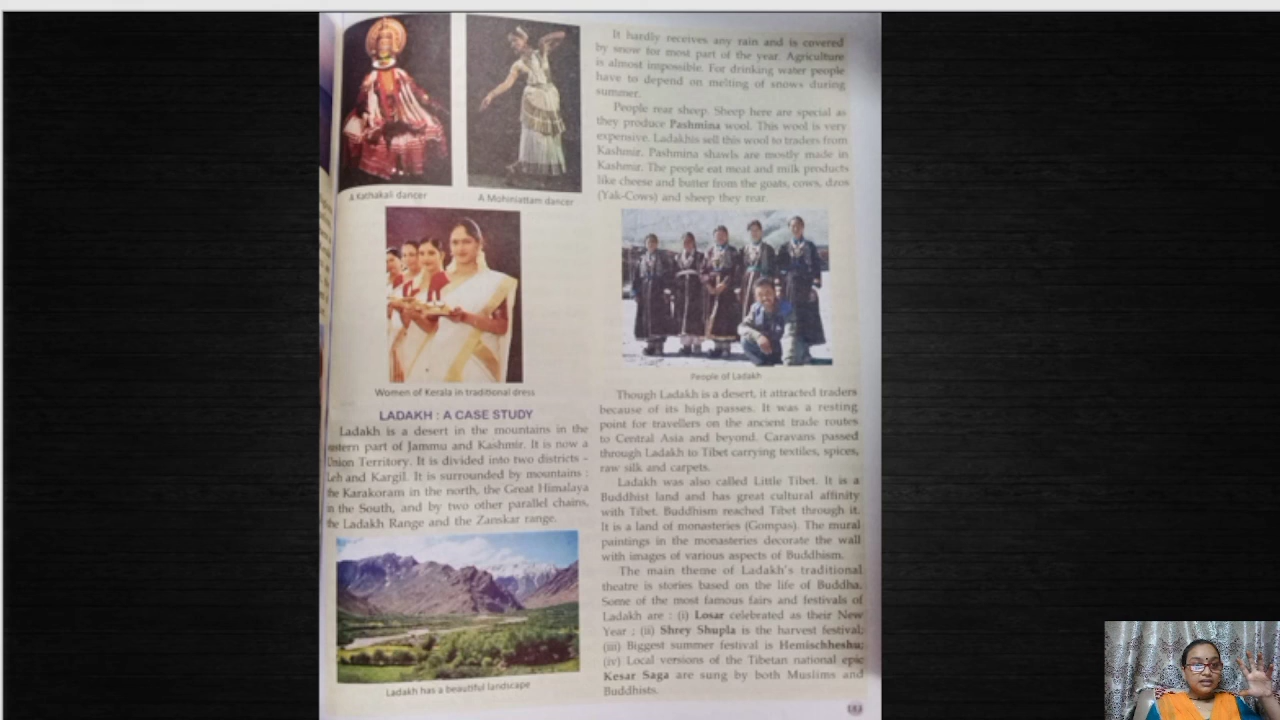 A Kathakali dancer
A Mohiniattam dancer
Women of Kerala in traditional dress
LADAKH : A CASE STUDY
Ladakh is a desert in the mountains in the
eastern part of Jammu and Kashmir. It is now a
Union Territory. It is divided into two districts –
Leh and Kargil. It is surrounded by mountains :
the Karakoram in the north, the Great Himalaya
in the South, and by two other parallel chains,
the Ladakh Range and the Zanskar range.
Ladakh has a beautiful landscape
It hardly receives any rain and is covered
by snow for most part of the year. Agriculture
is almost impossible. For drinking water people
have to depend on melting of snows during
summer.
People rear sheep. Sheep here are special as
they produce Pashmina wool. This wool is very
expensive. Ladakhis sell this wool to traders from
Kashmir. Pashmina shawls are mostly made in
Kashmir. The people eat meat and milk products
like cheese and butter from the goats, cows, dzos
(Yak-Cows) and sheep they rear.
People of Ladakh
Though Ladakh is a desert, it attracted traders
because of its high passes. It was a resting
point for travellers on the ancient trade routes
to Central Asia and beyond. Caravans passed
through Ladakh to Tibet carrying textiles, spices,
raw silk and carpets.
Ladakh was also called Little Tibet. It is a
Buddhist land and has great cultural affinity
with Tibet. Buddhism reached Tibet through it.
It is a land of monasteries (Gompas). The mural
paintings in the monasteries decorate the wall
with images of various aspects of Buddhism.
The main theme of Ladakh's traditional
theatre is stories based on the life of Buddha.
Some of the most famous fairs and festivals of
Ladakh are : (i) Losar celebrated as their New
Year ; (ii) Shrey Shupla is the harvest festival;
(iii) Biggest summer festival is Hemischheshu;
(iv) Local versions of the Tibetan national epic
Kesar Saga are sung by both Muslims and
Buddhists.